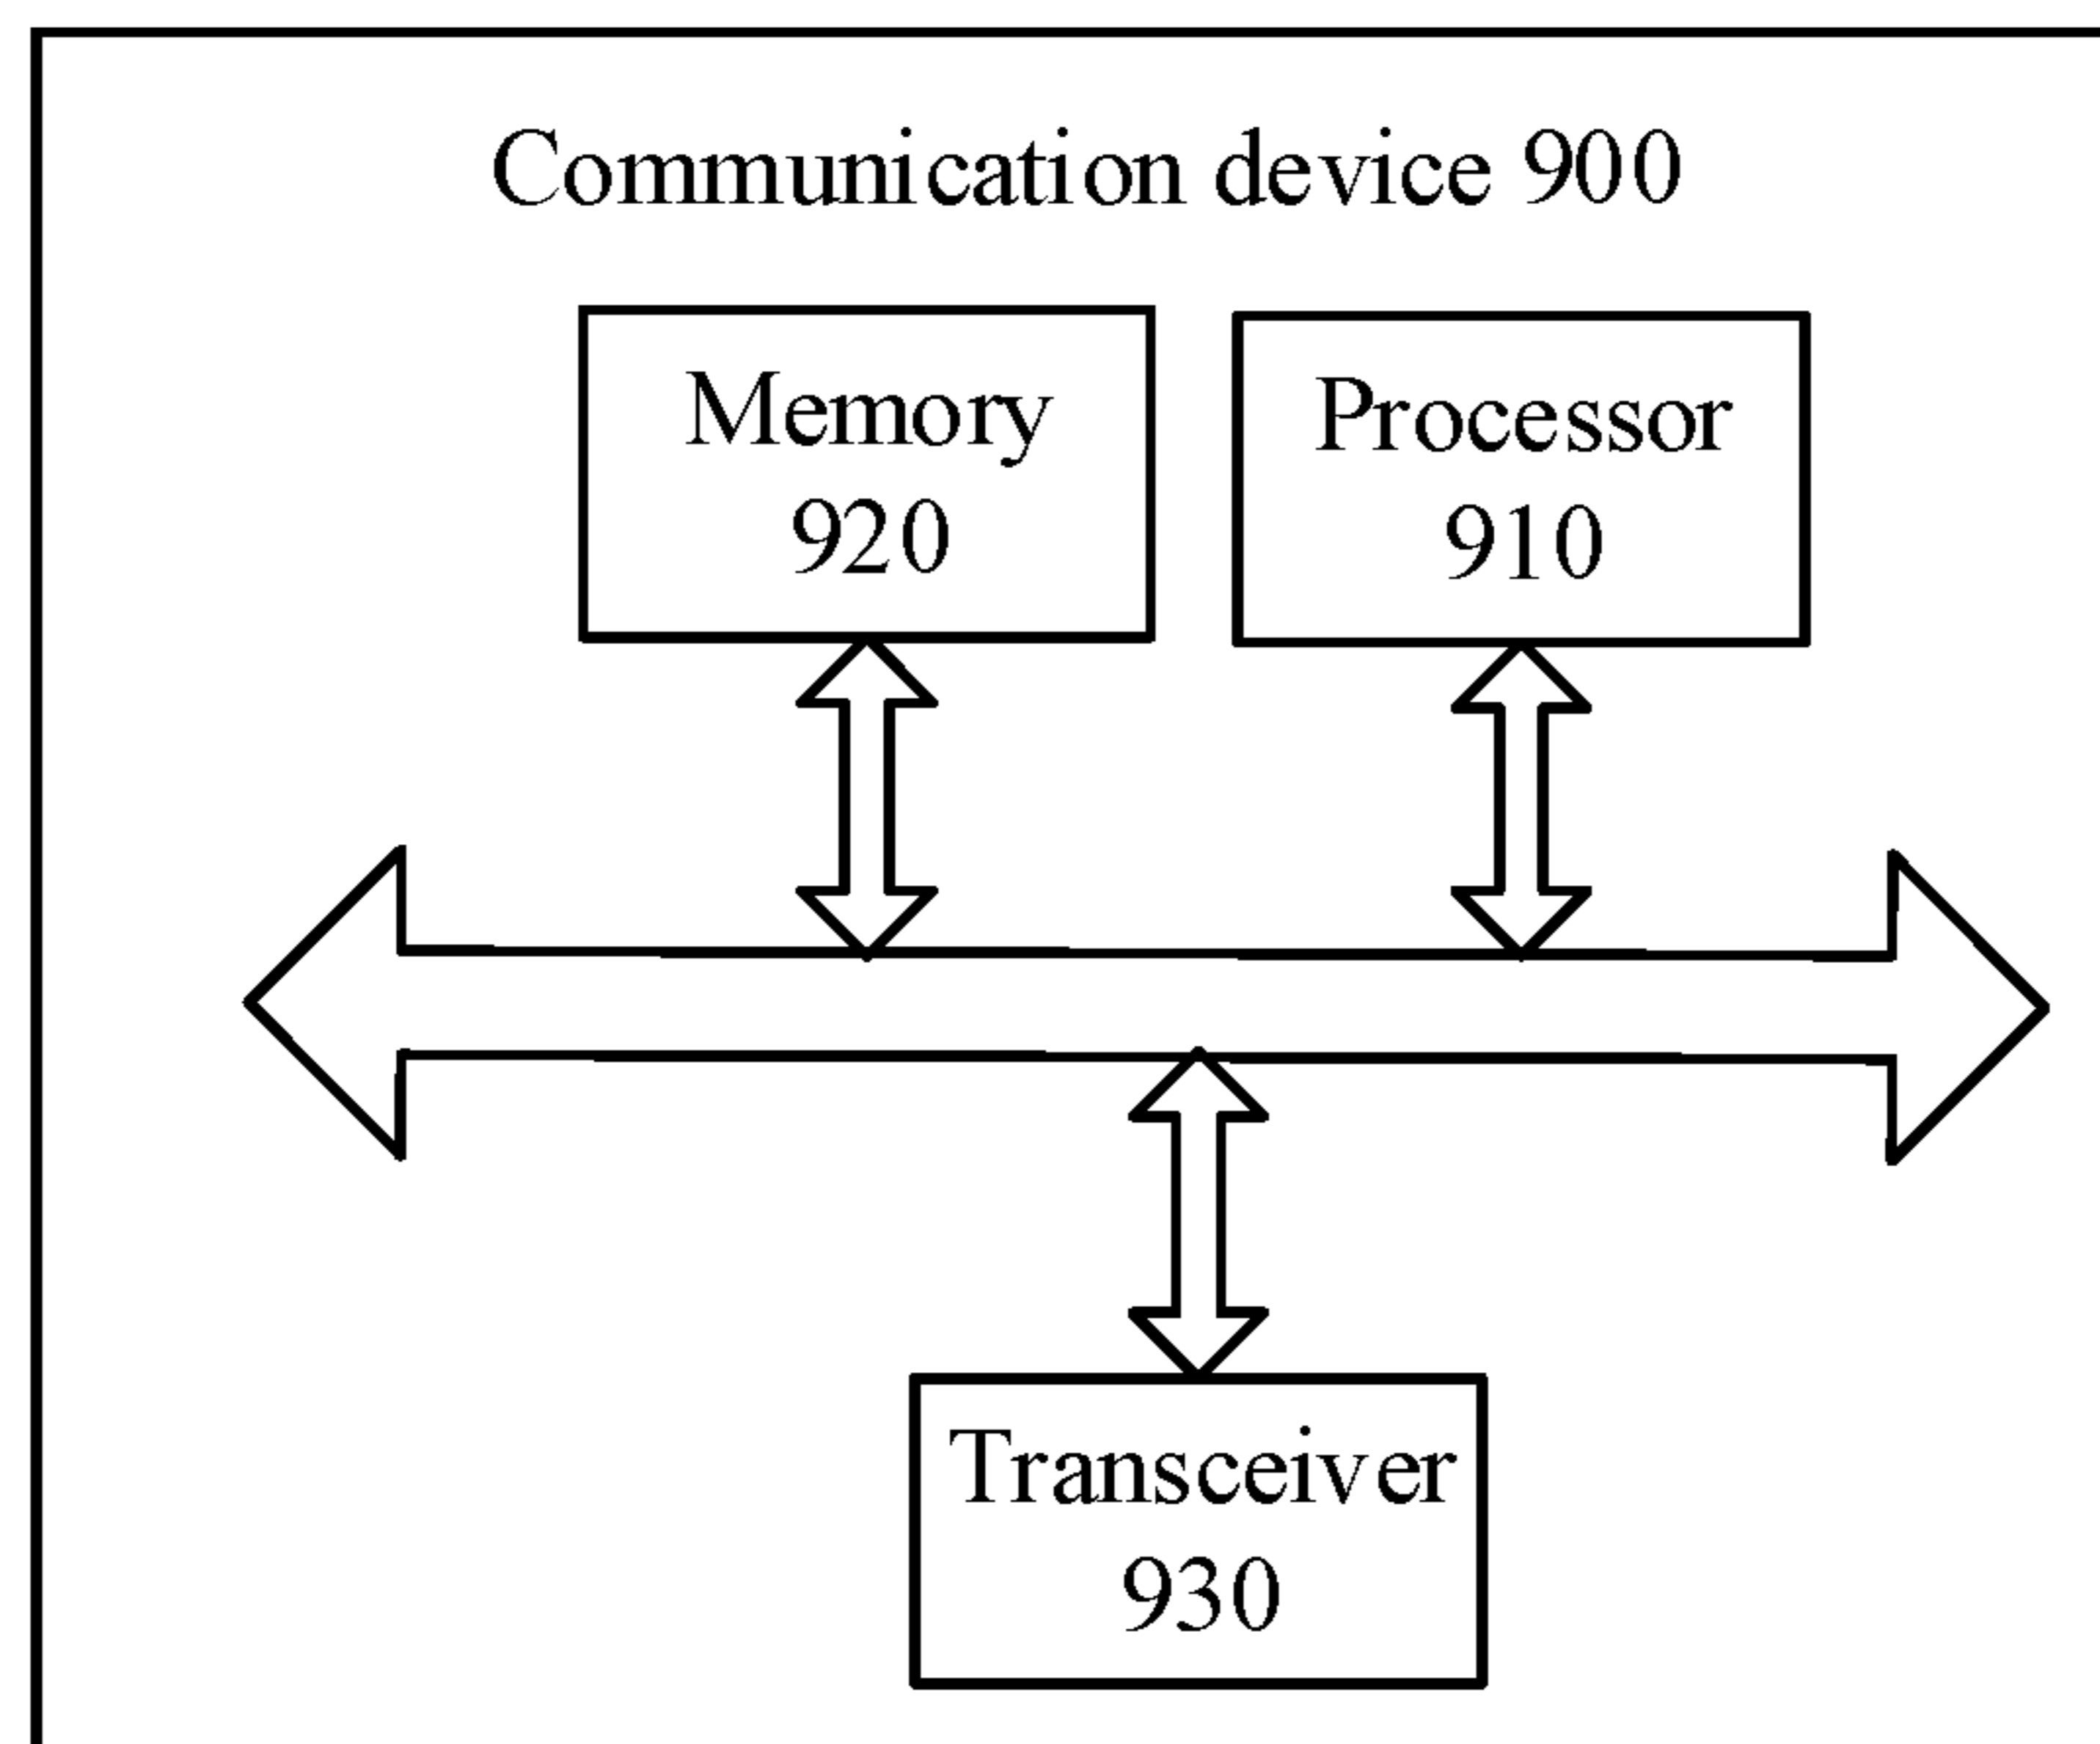 Communication device 900
Memory
920
Processor
910
Transceiver
930